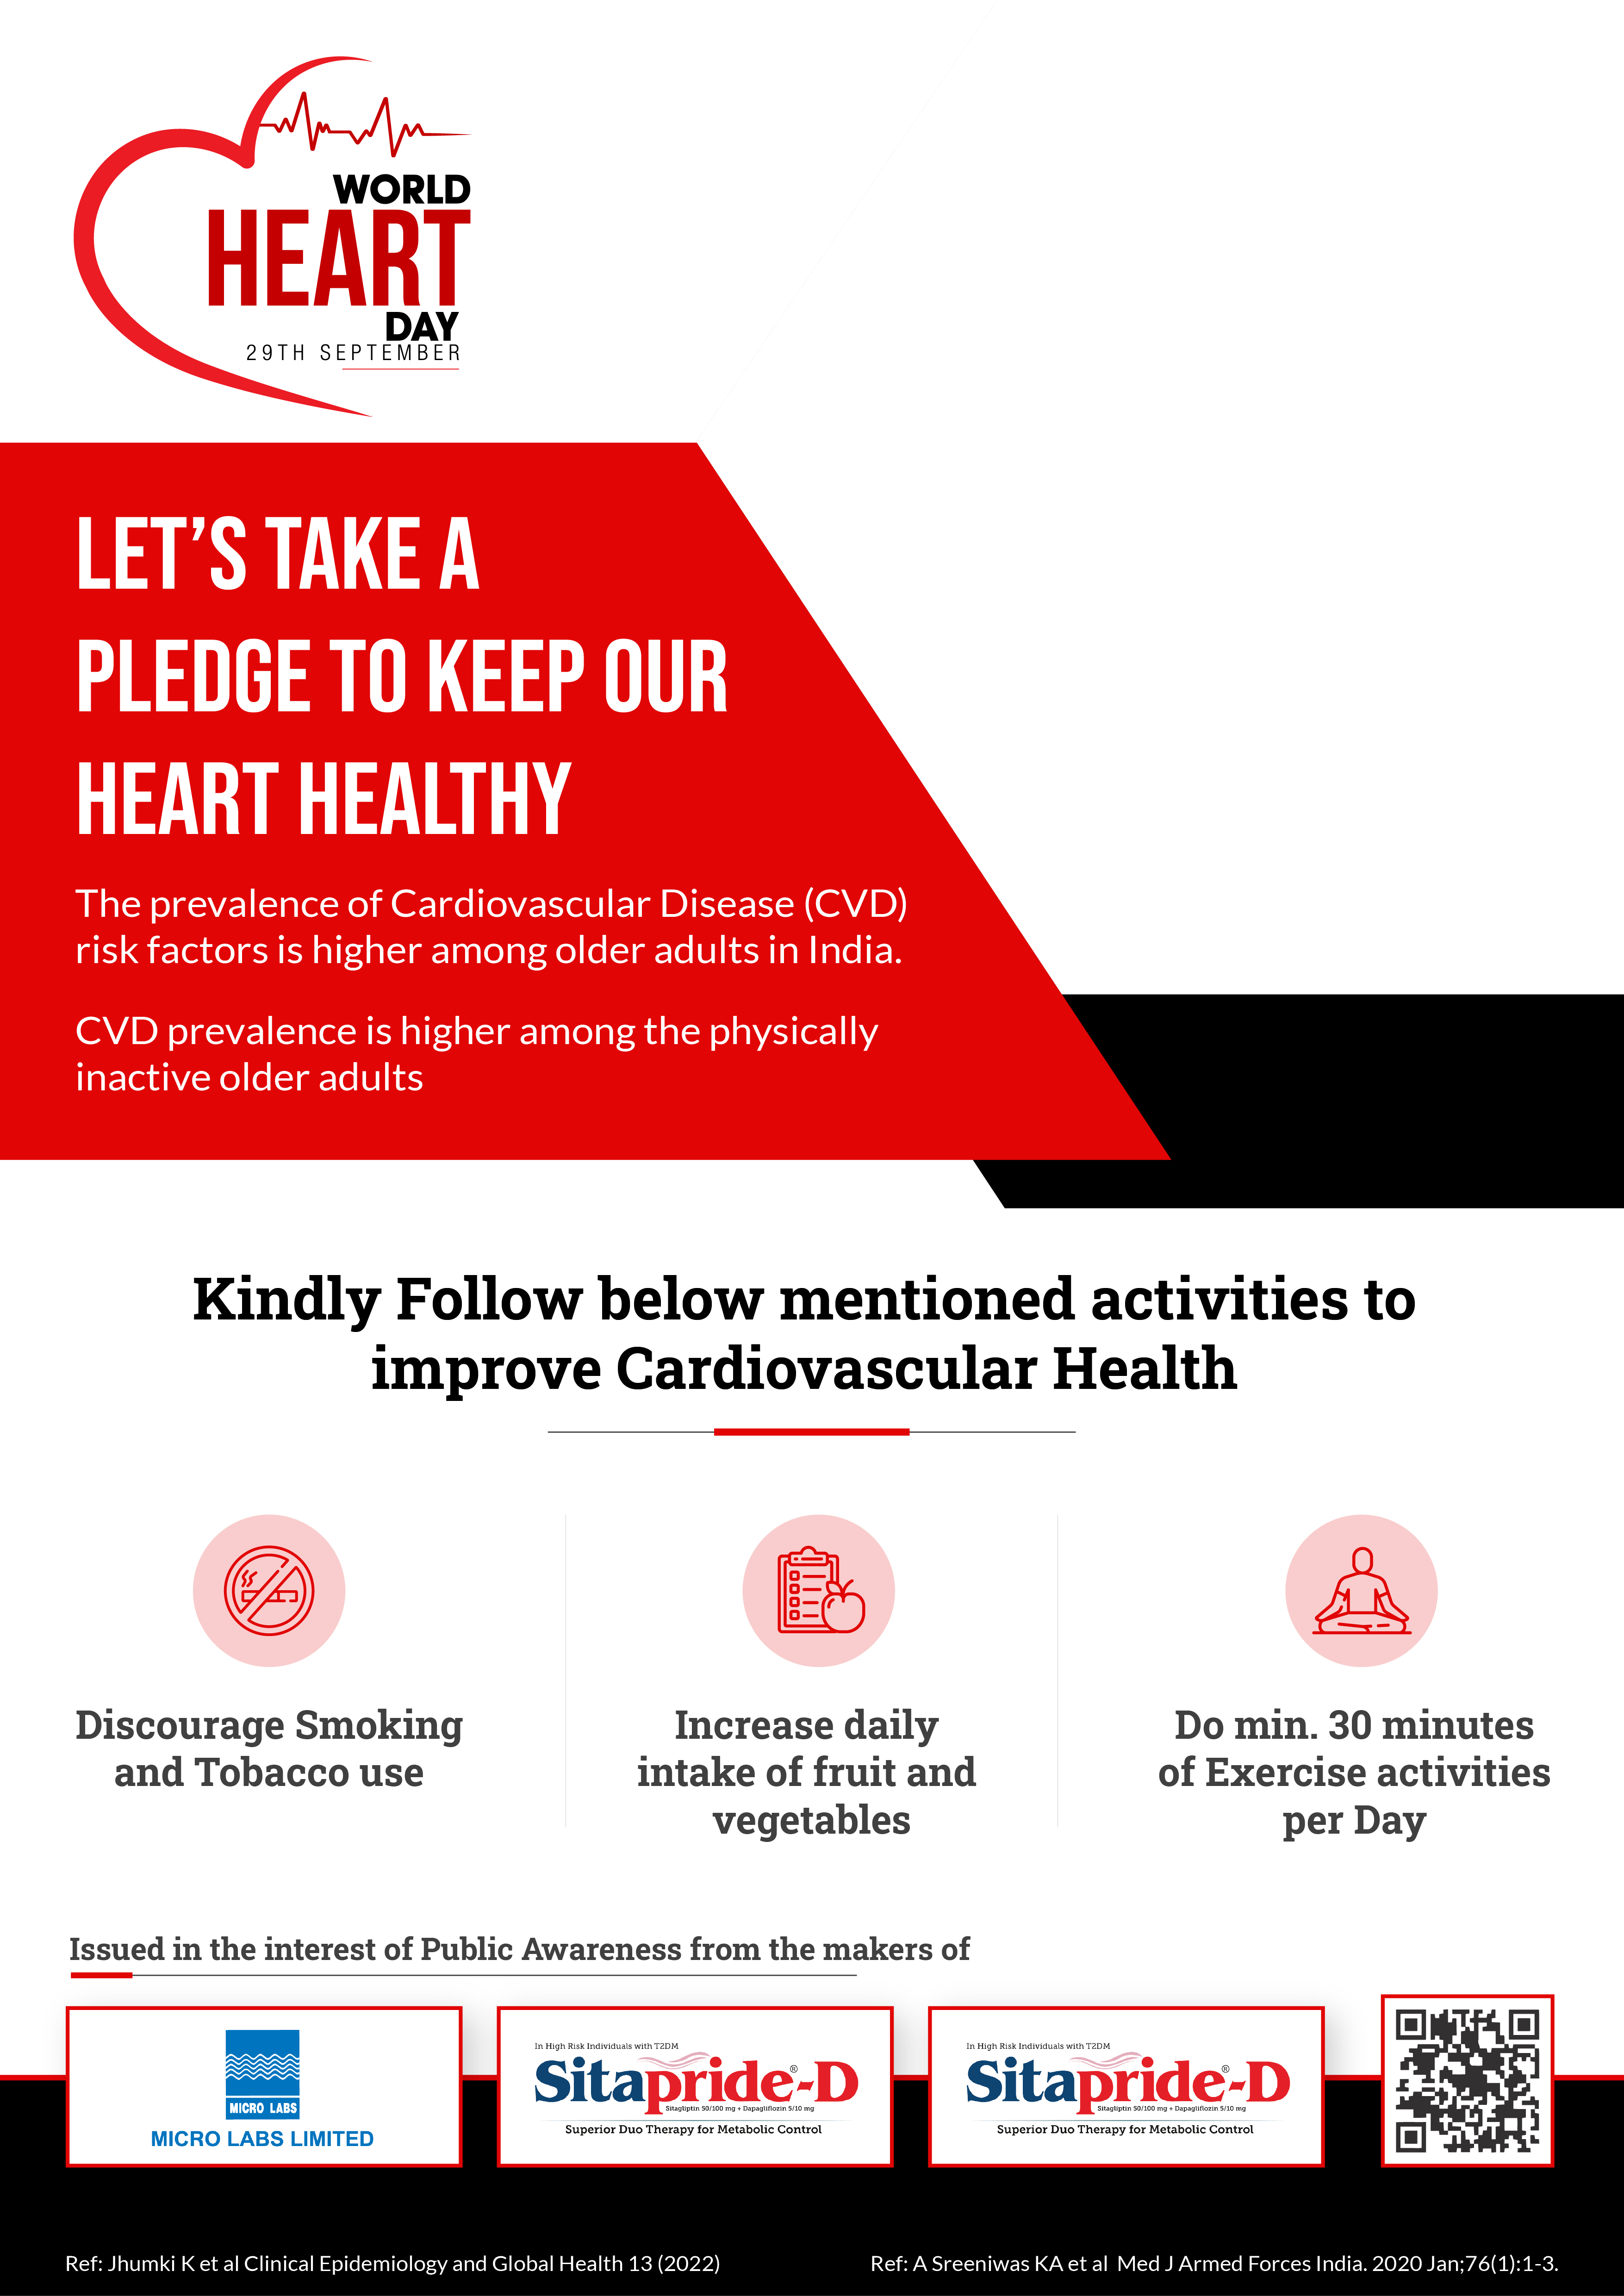 WORLD
HEART
DAY
29TH SEPTEMBER
LET’S TAKE A
PLEDGE TO KEEP OUR
HEART HEALTHY
The prevalence of Cardiovascular Disease (CVD)
risk factors is higher among older adults in India.
CVD prevalence is higher among the physically
inactive older adults
Kindly Follow below mentioned activities to
improve Cardiovascular Health
Discourage Smoking
and Tobacco use
Increase daily
intake of fruit and
vegetables
Do min. 30 minutes
of Exercise activities
per Day
Issued in the interest of Public Awareness from the makers of
MICRO LABS
MICRO LABS LIMITED
In High Risk Individuals with T2DM
Sitapride®-D
Sitagliptin 50/100 mg + Dapagliflozin 5/10 mg
Superior Duo Therapy for Metabolic Control
In High Risk Individuals with T2DM
Sitapride®-D
Sitagliptin 50/100 mg + Dapagliflozin 5/10 mg
Superior Duo Therapy for Metabolic Control
Ref: Jhumki K et al Clinical Epidemiology and Global Health 13 (2022)
Ref: A Sreeniwas KA et al Med J Armed Forces India. 2020 Jan;76(1):1-3.